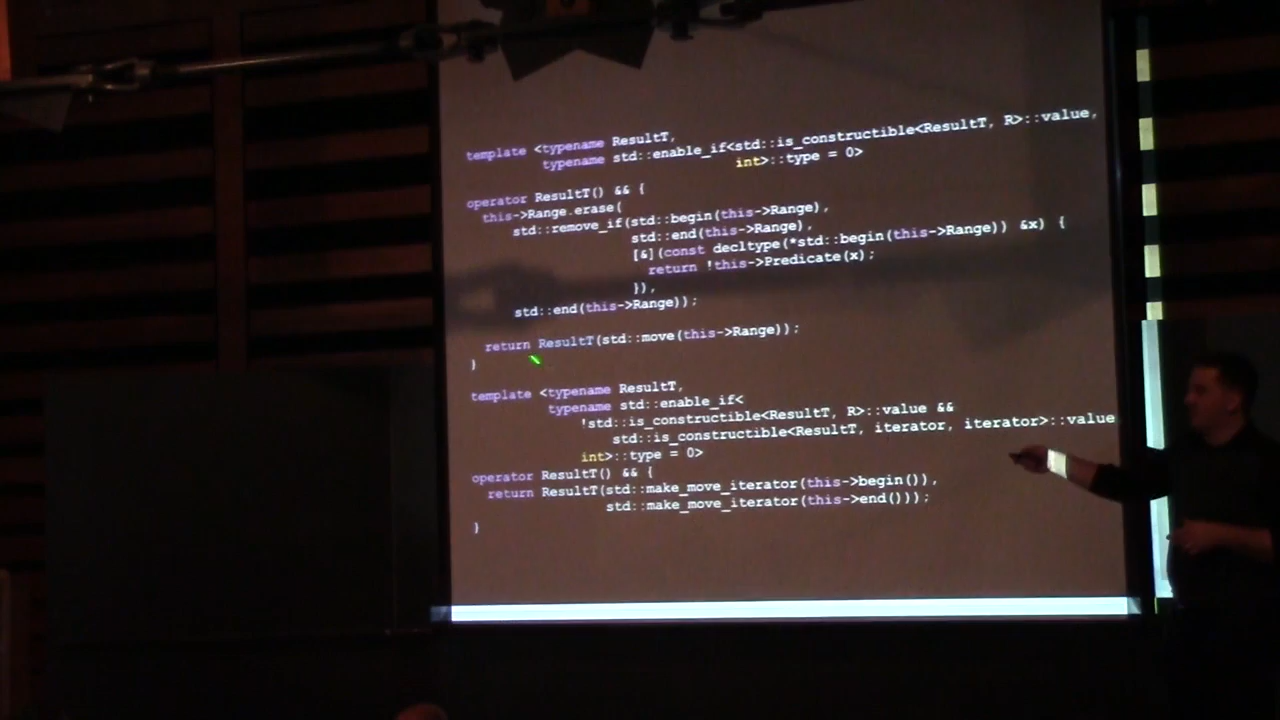 template <typename ResultT,
typename std::enable_if<std::is_constructible<ResultT, R>::value,
int>::type = 0>
operator ResultT() && {
this->Range.erase(
std::remove_if(std::begin(this->Range),
std::end(this->Range),
[&](const decltype(*std::begin(this->Range)) &x) {
return !this->Predicate(x);
}),
std::end(this->Range));
return ResultT(std::move(this->Range));
}
template <typename ResultT,
typename std::enable_if<
!std::is_constructible<ResultT, R>::value &&
std::is_constructible<ResultT, iterator, iterator>::value
int>::type = 0>
operator ResultT() && {
return ResultT(std::make_move_iterator(this->begin()),
std::make_move_iterator(this->end()));
}